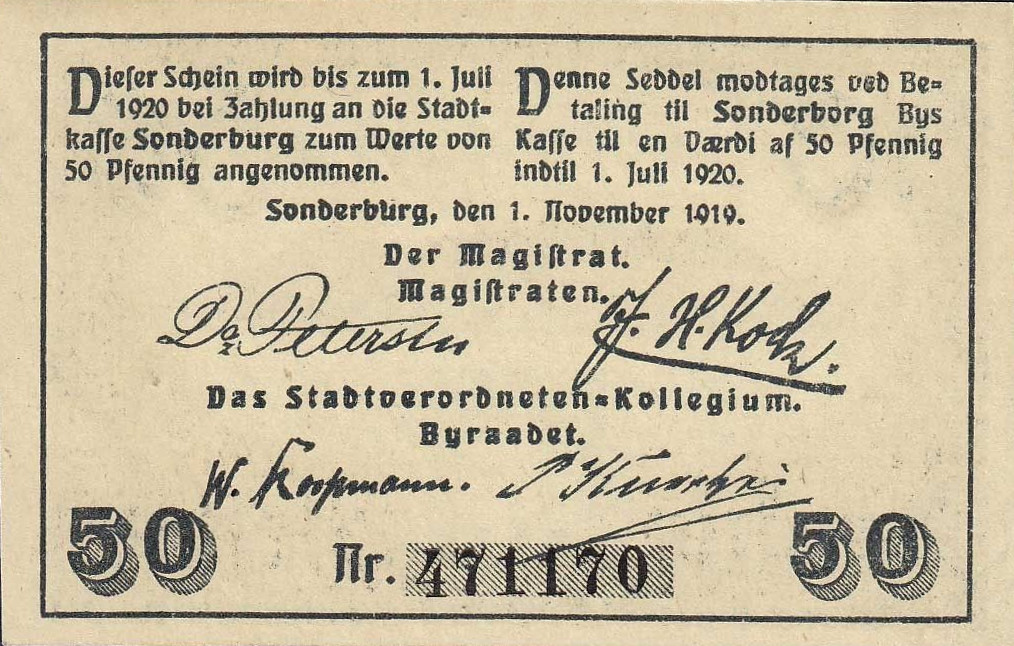 Dieser Schein wird bis zum 1. Juli
1920 bei Zahlung an die Stadt=
kasse Sonderburg zum Werte von
50 Pfennig angenommen.
Denne Seddel modtages ved Be=
taling til Sonderborg Bys
Kasse til en Værdi af 50 Pfennig
indtil 1. Juli 1920.
Sonderburg, den 1. November 1919.
Der Magistrat.
Magistraten.
Petersen J. H. Koch.
Das Stadtverordneten=Kollegium.
Byraadet.
W. Koopmann.
50 Nr. 471170 50